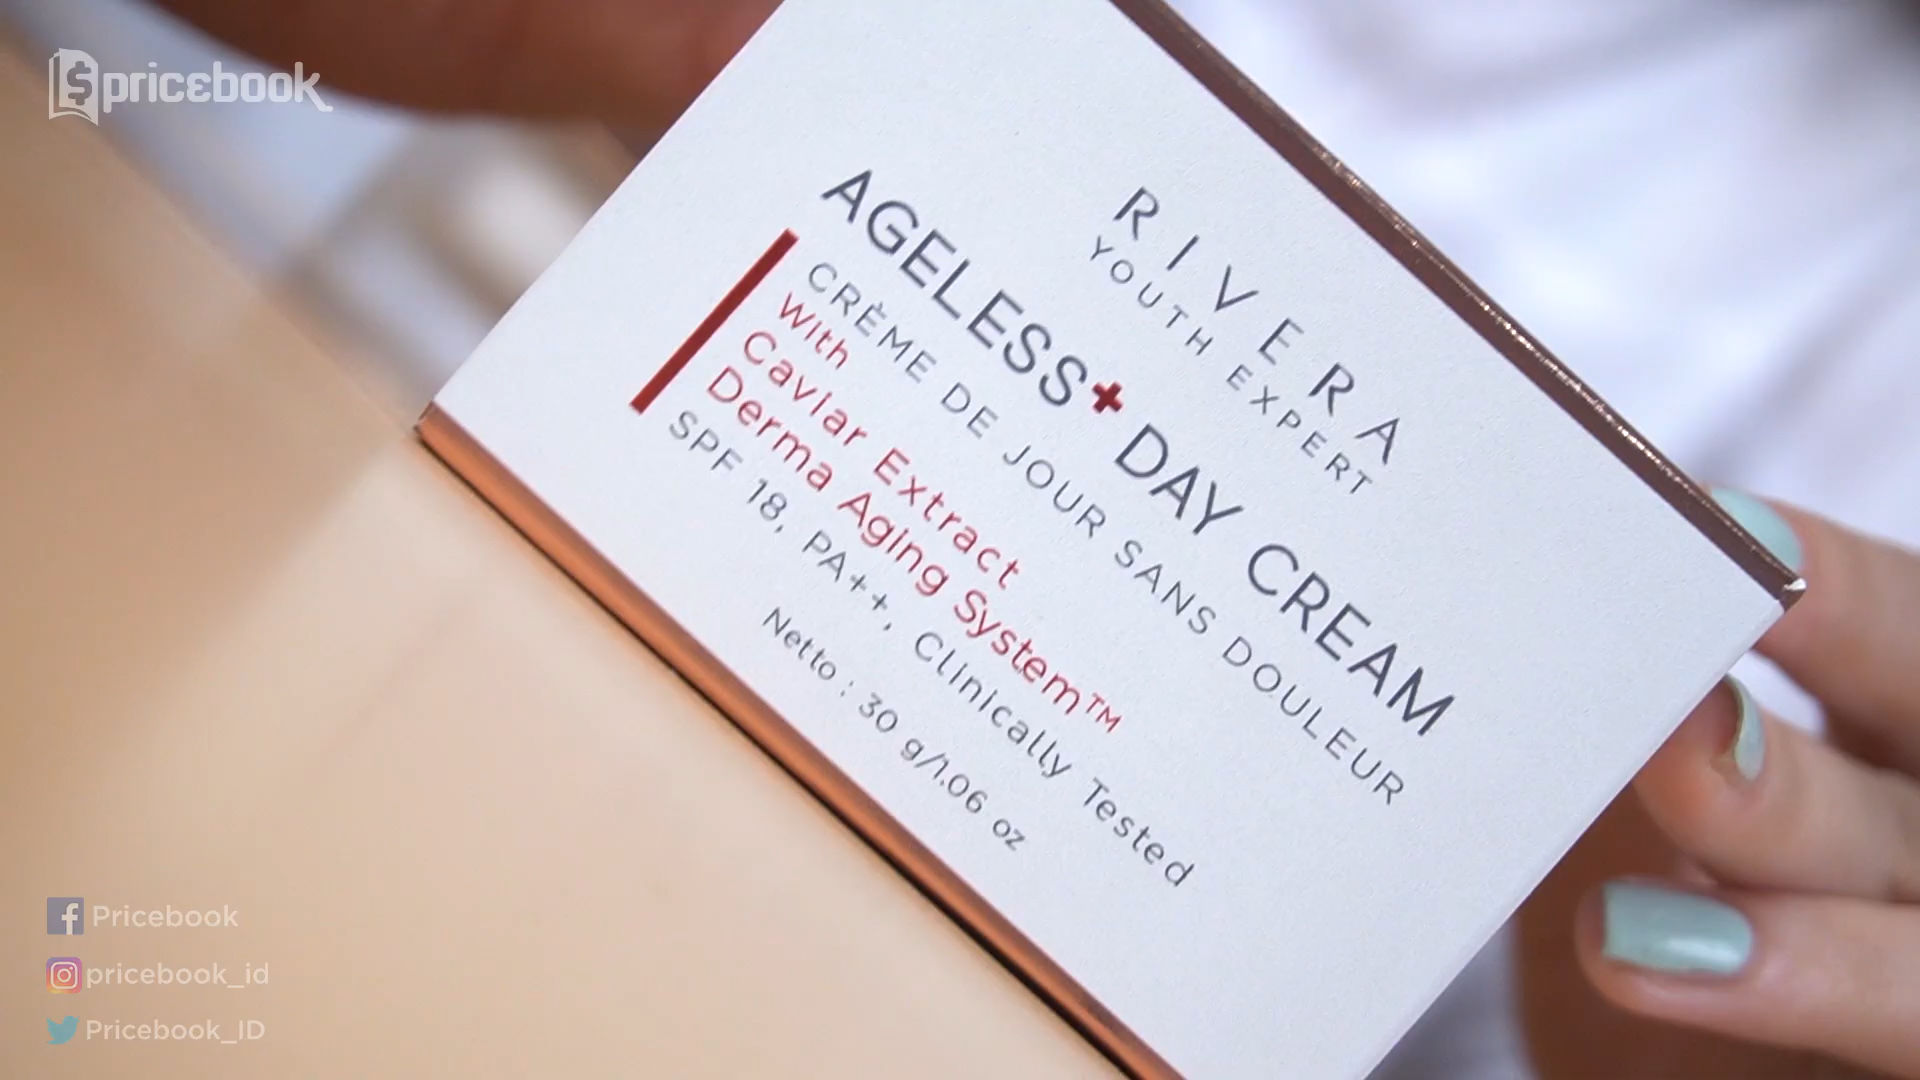 pricebook
RIVERA
YOUTH EXPERT
AGELESS+ DAY CREAM
CRÈME DE JOUR SANS DOULEUR
With
Caviar Extract
Derma Aging System™
SPF 18, PA++, Clinically Tested
Netto : 30 g/1.06 oz
Pricebook
pricebook_id
Pricebook_ID